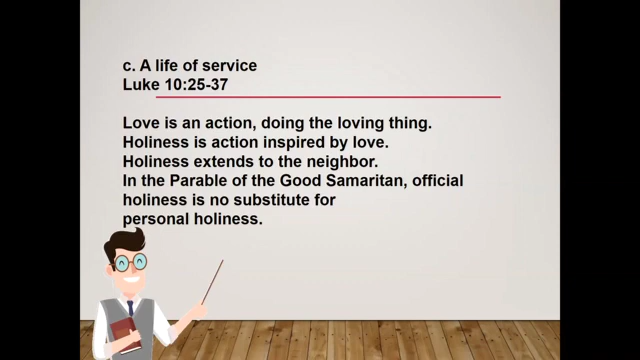 c. A life of service
Luke 10:25-37
Love is an action, doing the loving thing.
Holiness is action inspired by love.
Holiness extends to the neighbor.
In the Parable of the Good Samaritan, official
holiness is no substitute for
personal holiness.